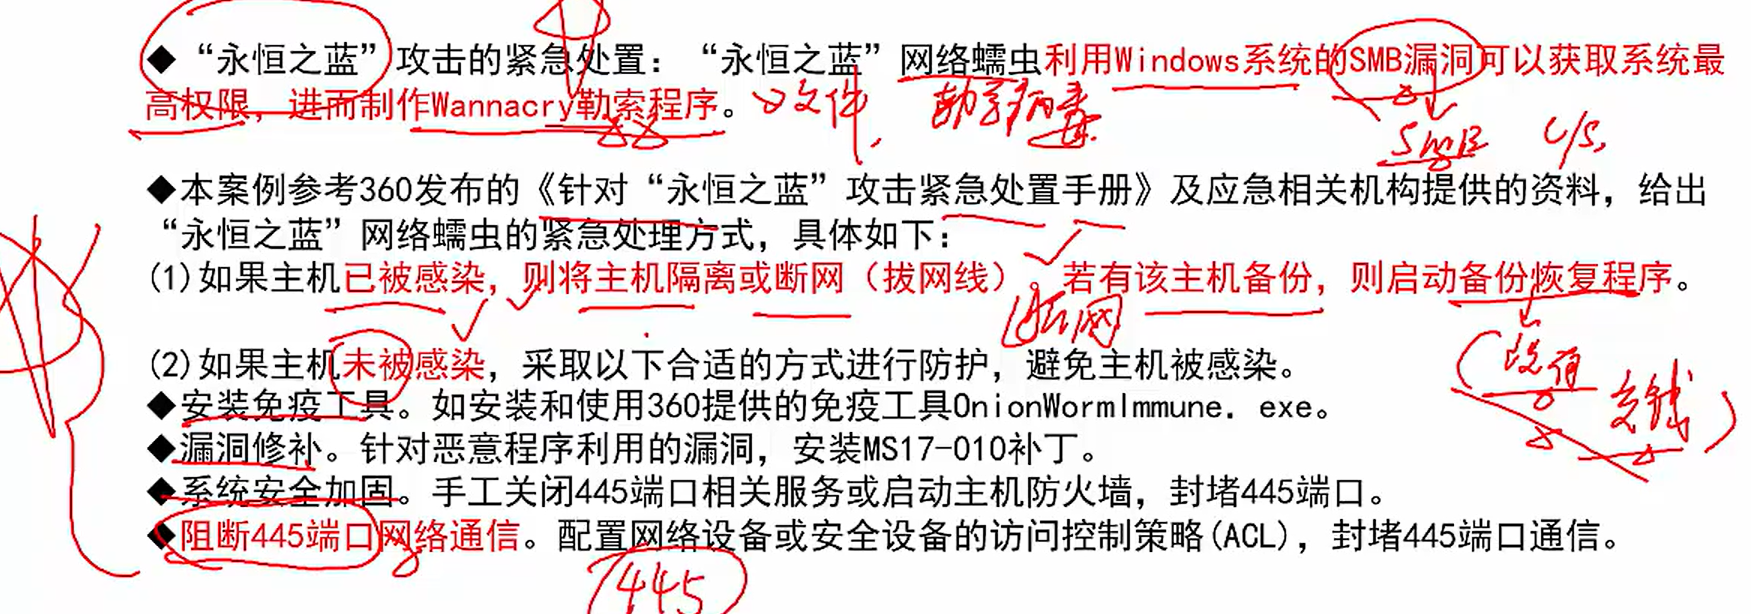 ◆“永恒之蓝”攻击的紧急处置：“永恒之蓝”网络蠕虫利用Windows系统的SMB漏洞可以获取系统最
高权限，进而制作Wannacry勒索程序。
文件
勒索病毒
SMB
C/S
◆本案例参考360发布的《针对“永恒之蓝”攻击紧急处置手册》及应急相关机构提供的资料，给出
“永恒之蓝”网络蠕虫的紧急处理方式，具体如下：
(1)如果主机已被感染，则将主机隔离或断网（拔网线）。若有该主机备份，则启动备份恢复程序。
断网
(2)如果主机未被感染，采取以下合适的方式进行防护，避免主机被感染。
◆安装免疫工具。如安装和使用360提供的免疫工具OnionWormImmune．exe。
◆漏洞修补。针对恶意程序利用的漏洞，安装MS17-010补丁。
◆系统安全加固。手工关闭445端口相关服务或启动主机防火墙，封堵445端口。
◆阻断445端口网络通信。配置网络设备或安全设备的访问控制策略(ACL)，封堵445端口通信。
445